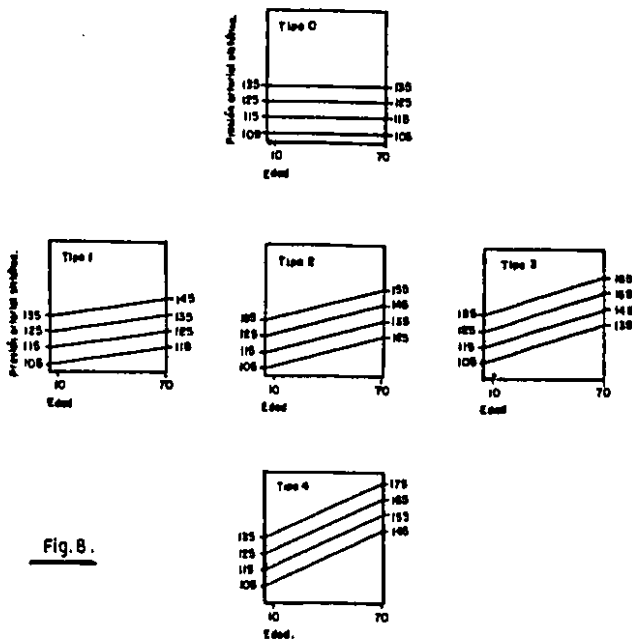 Tipo 0
Presión arterial sistólica.
135 135
125 125
115 115
105 105
10 70
Edad
Tipo 1
Presión arterial sistólica.
135 145
125 135
115 125
105 115
10 70
Edad
Tipo 2
135 155
125 145
115 135
105 125
10 70
Edad
Tipo 3
135 165
125 155
115 145
105 135
10 70
Edad
Tipo 4
135 175
125 165
115 155
105 145
10 70
Edad.
Fig. 8.